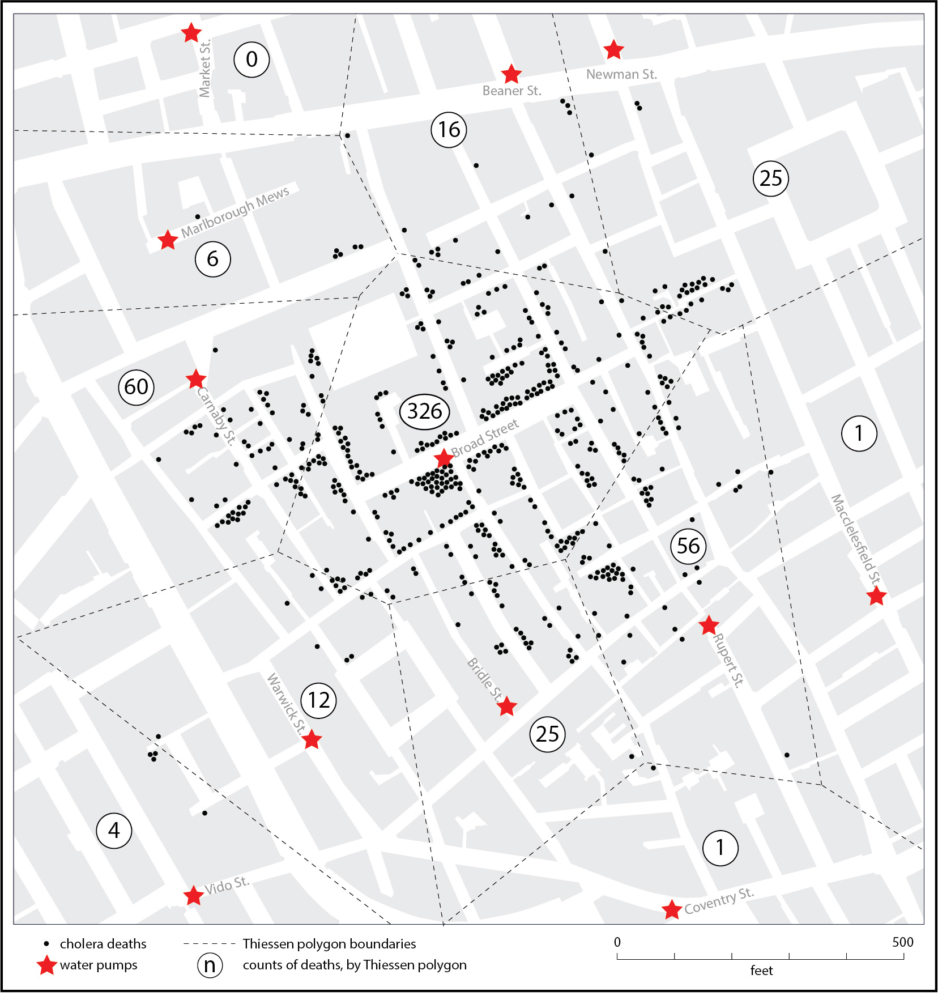 Market St.
0
Beaner St.
Newman St.
16
25
Marlborough Mews
6
60
Carnaby St.
326
Broad Street
1
Macclesfield St.
56
Rupert St.
Warwick St.
12
Bridle St.
25
4
Vido St.
1
Coventry St.
cholera deaths
Thiessen polygon boundaries
0
500
water pumps
n
counts of deaths, by Thiessen polygon
feet